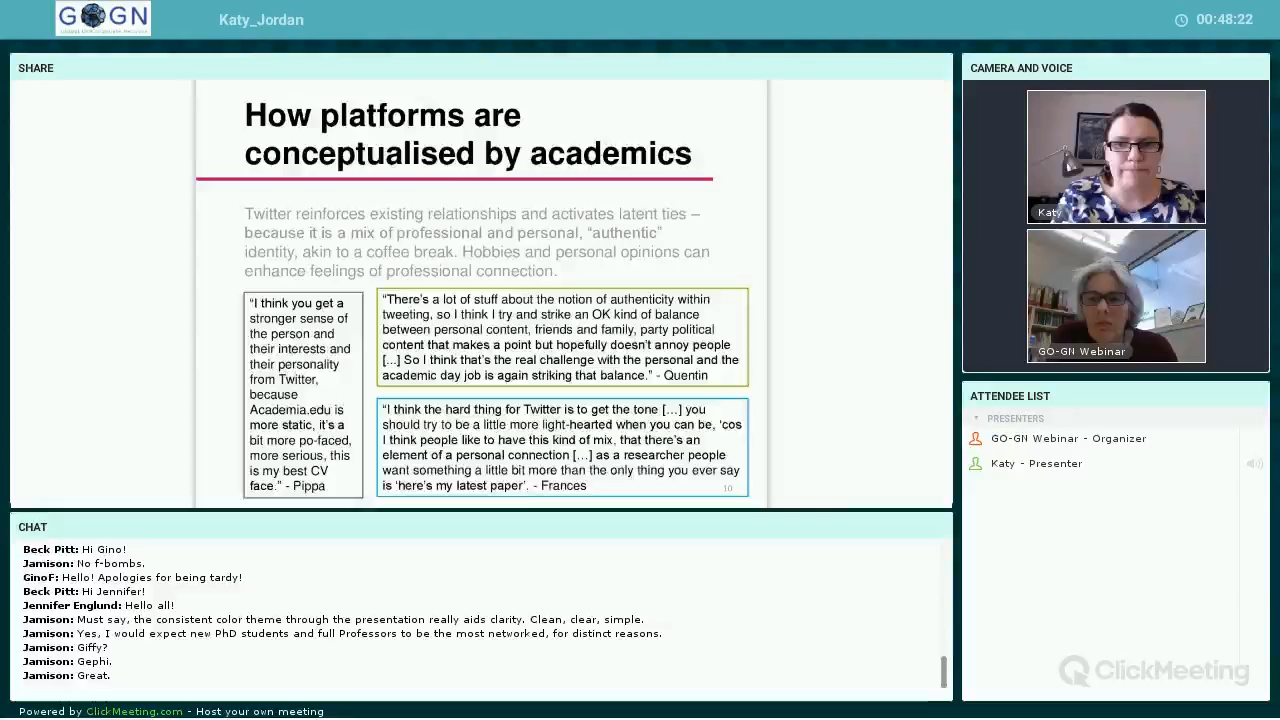 GO-GN
Katy_Jordan
00:48:22
SHARE
How platforms are
conceptualised by academics
Twitter reinforces existing relationships and activates latent ties –
because it is a mix of professional and personal, “authentic”
identity, akin to a coffee break. Hobbies and personal opinions can
enhance feelings of professional connection.
“I think you get a
stronger sense of
the person and
their interests and
their personality
from Twitter,
because
Academia.edu is
more static, it’s a
bit more po-faced,
more serious, this
is my best CV
face.” - Pippa
“There’s a lot of stuff about the notion of authenticity within
tweeting, so I think I try and strike an OK kind of balance
between personal content, friends and family, party political
content that makes a point but hopefully doesn’t annoy people
[...] So I think that’s the real challenge with the personal and the
academic day job is again striking that balance.” - Quentin
“I think the hard thing for Twitter is to get the tone [...] you
should try to be a little more light-hearted when you can be, ‘cos
I think people like to have this kind of mix, that there’s an
element of a personal connection [...] as a researcher people
want something a little bit more than the only thing you ever say
is ‘here’s my latest paper’. - Frances
10
CAMERA AND VOICE
Katy
GO-GN Webinar
ATTENDEE LIST
PRESENTERS
GO-GN Webinar - Organizer
Katy - Presenter
CHAT
Beck Pitt: Hi Gino!
Jamison: No f-bombs.
GinoF: Hello! Apologies for being tardy!
Beck Pitt: Hi Jennifer!
Jennifer Englund: Hello all!
Jamison: Must say, the consistent color theme through the presentation really aids clarity. Clean, clear, simple.
Jamison: Yes, I would expect new PhD students and full Professors to be the most networked, for distinct reasons.
Jamison: Giffy?
Jamison: Gephi.
Jamison: Great.
ClickMeeting
Powered by ClickMeeting.com - Host your own meeting